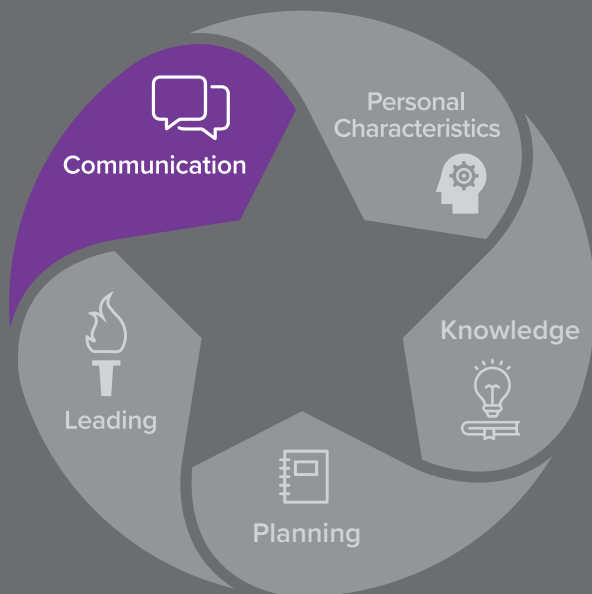 Communication
Personal
Characteristics
Knowledge
Planning
Leading